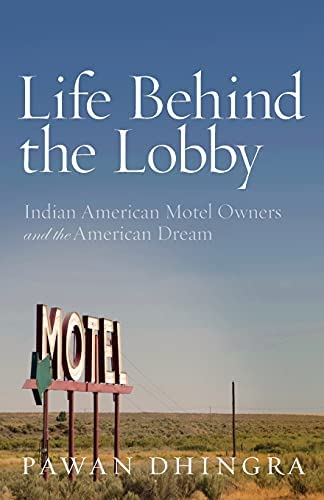 Life Behind
the Lobby
Indian American Motel Owners
and the American Dream
MOTEL
PAWAN DHINGRA